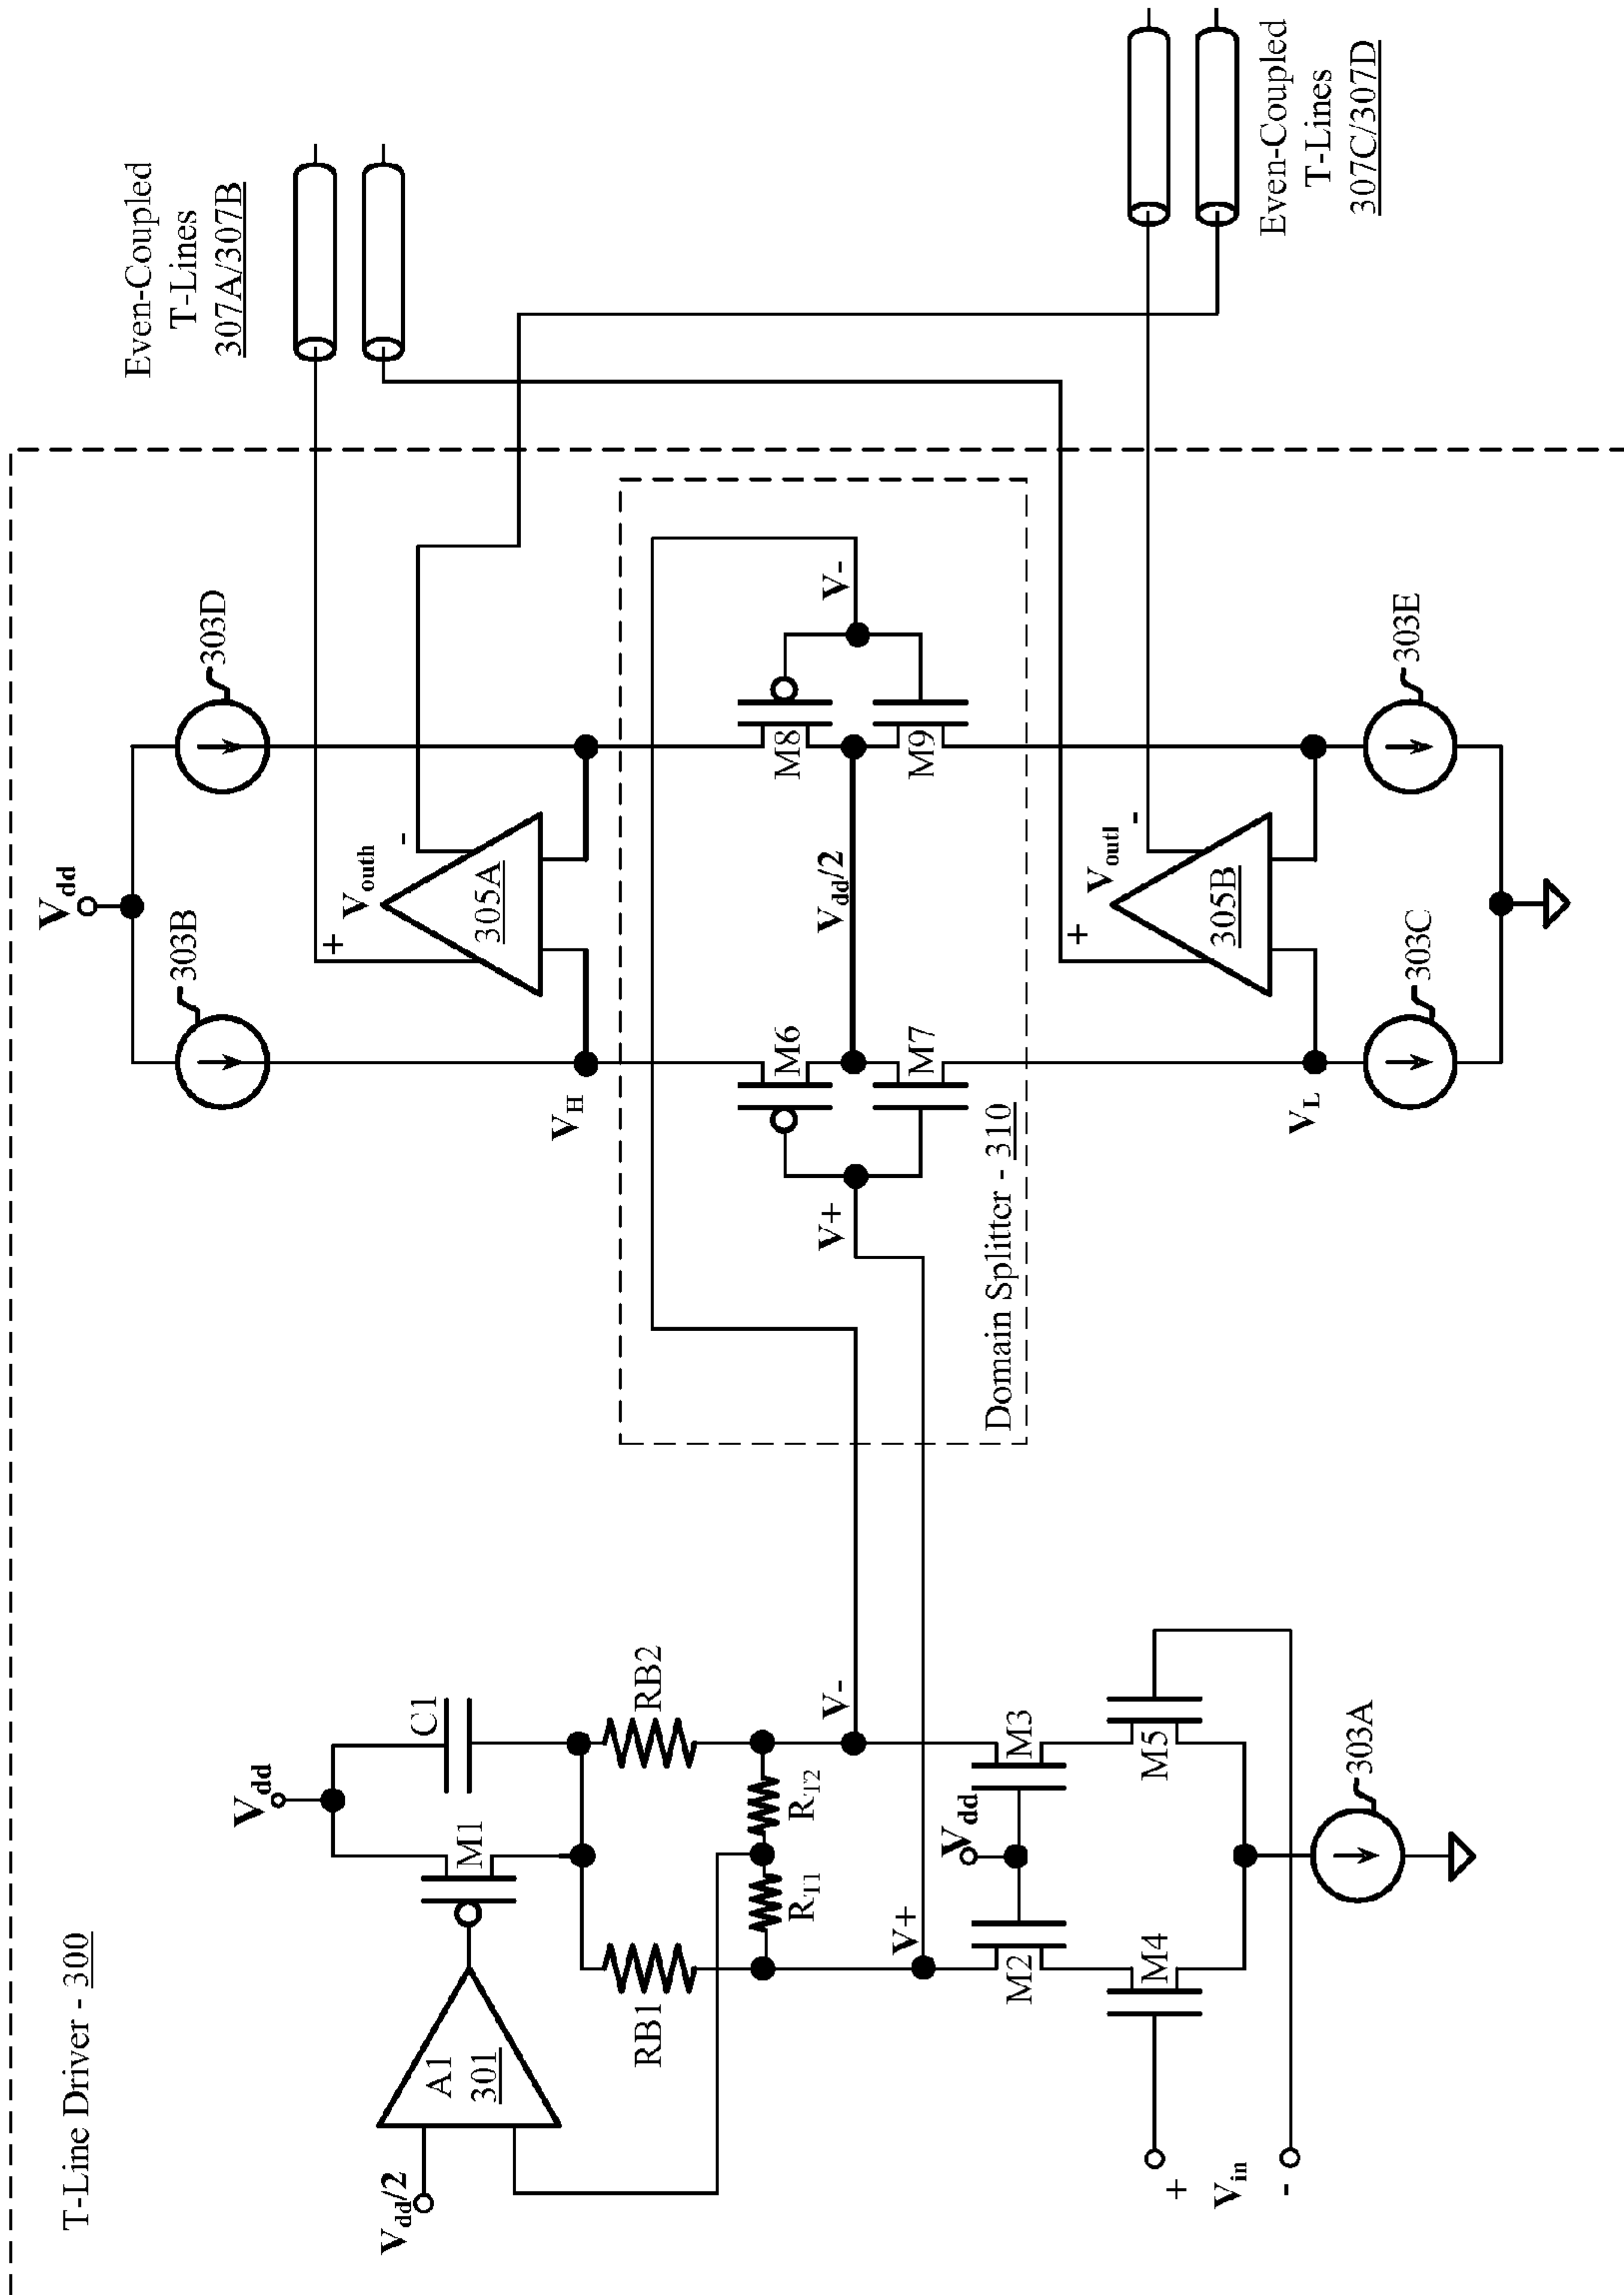 T-Line Driver - 300
Even-Coupled
T-Lines
307A/307B
Vdd
303B
303D
Vdd
Vouth
+
-
305A
C1
M1
A1
301
Vdd/2
VH
RB1
RB2
RT1
RT2
M6
M8
V+
V-
Vdd/2
V+
V-
M7
M9
Vdd
M2
M3
Domain Splitter - 310
Voutl
+
-
305B
M4
M5
+
Vin
-
VL
303A
303C
303E
Even-Coupled
T-Lines
307C/307D